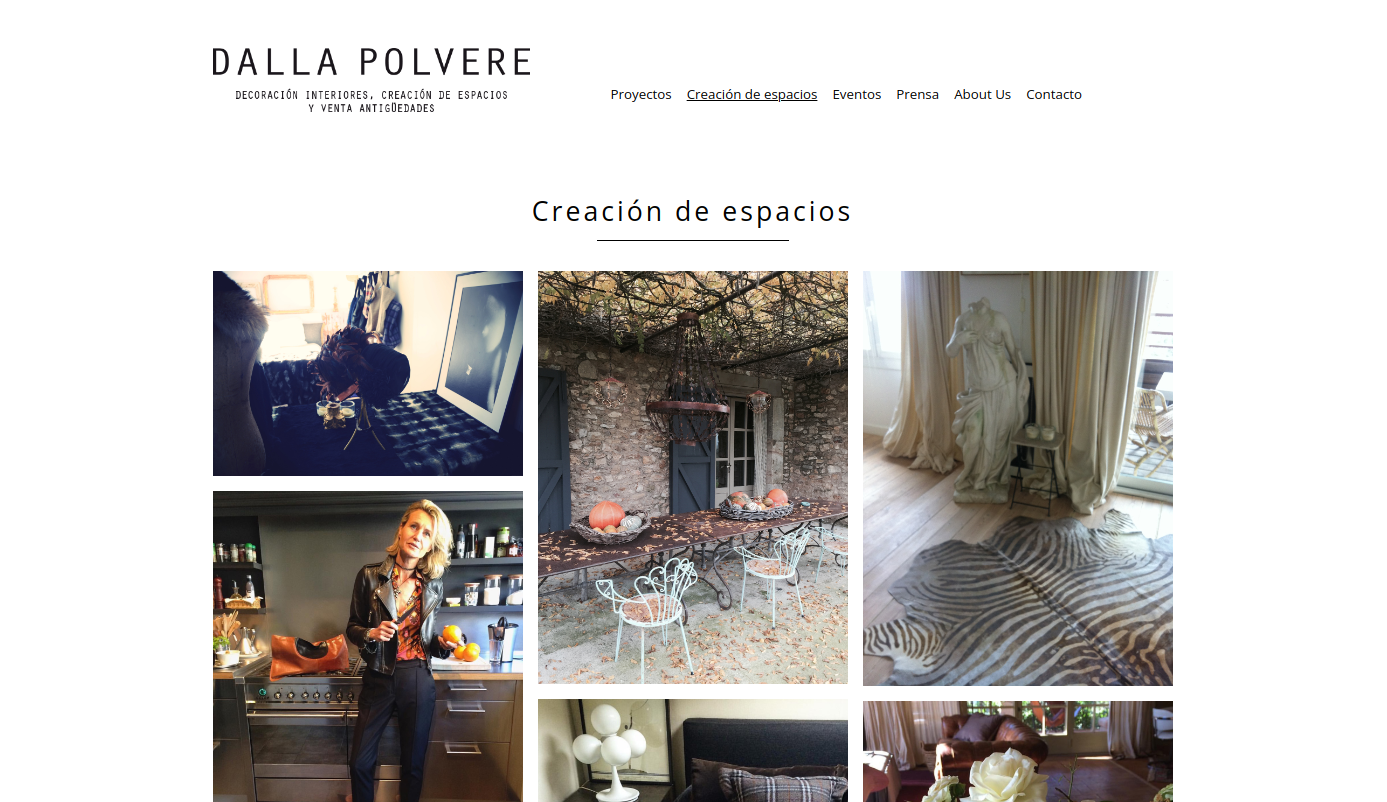 DALLA POLVERE
DECORACIÓN INTERIORES, CREACIÓN DE ESPACIOS
Y VENTA ANTIGÜEDADES
Proyectos Creación de espacios Eventos Prensa About Us Contacto
Creación de espacios